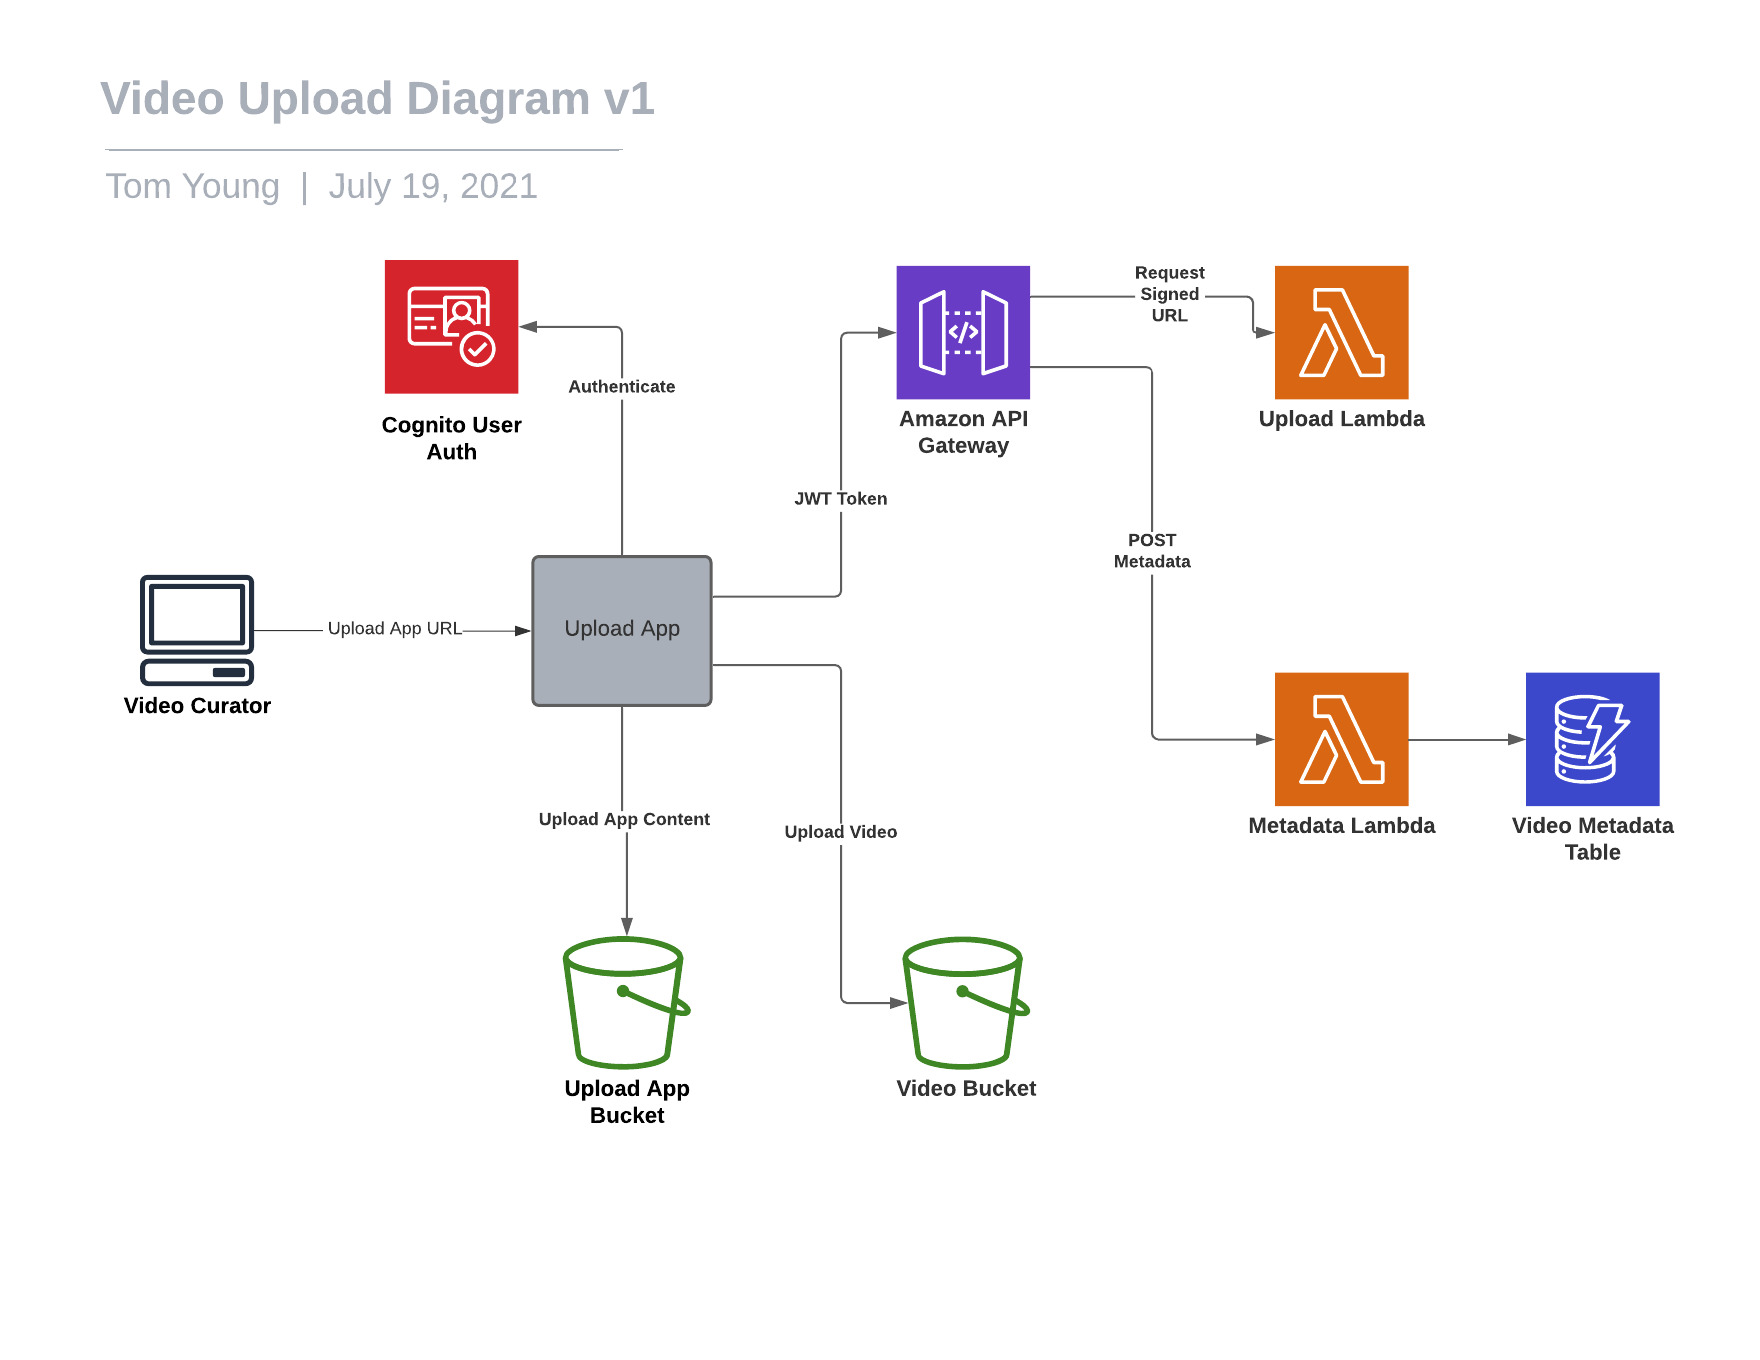 Video Upload Diagram v1
Tom Young | July 19, 2021
Request
Signed
URL
Authenticate
Cognito User
Auth
Amazon API
Gateway
Upload Lambda
JWT Token
POST
Metadata
Upload App URL
Upload App
Video Curator
Upload App Content
Upload Video
Metadata Lambda
Video Metadata
Table
Upload App
Bucket
Video Bucket